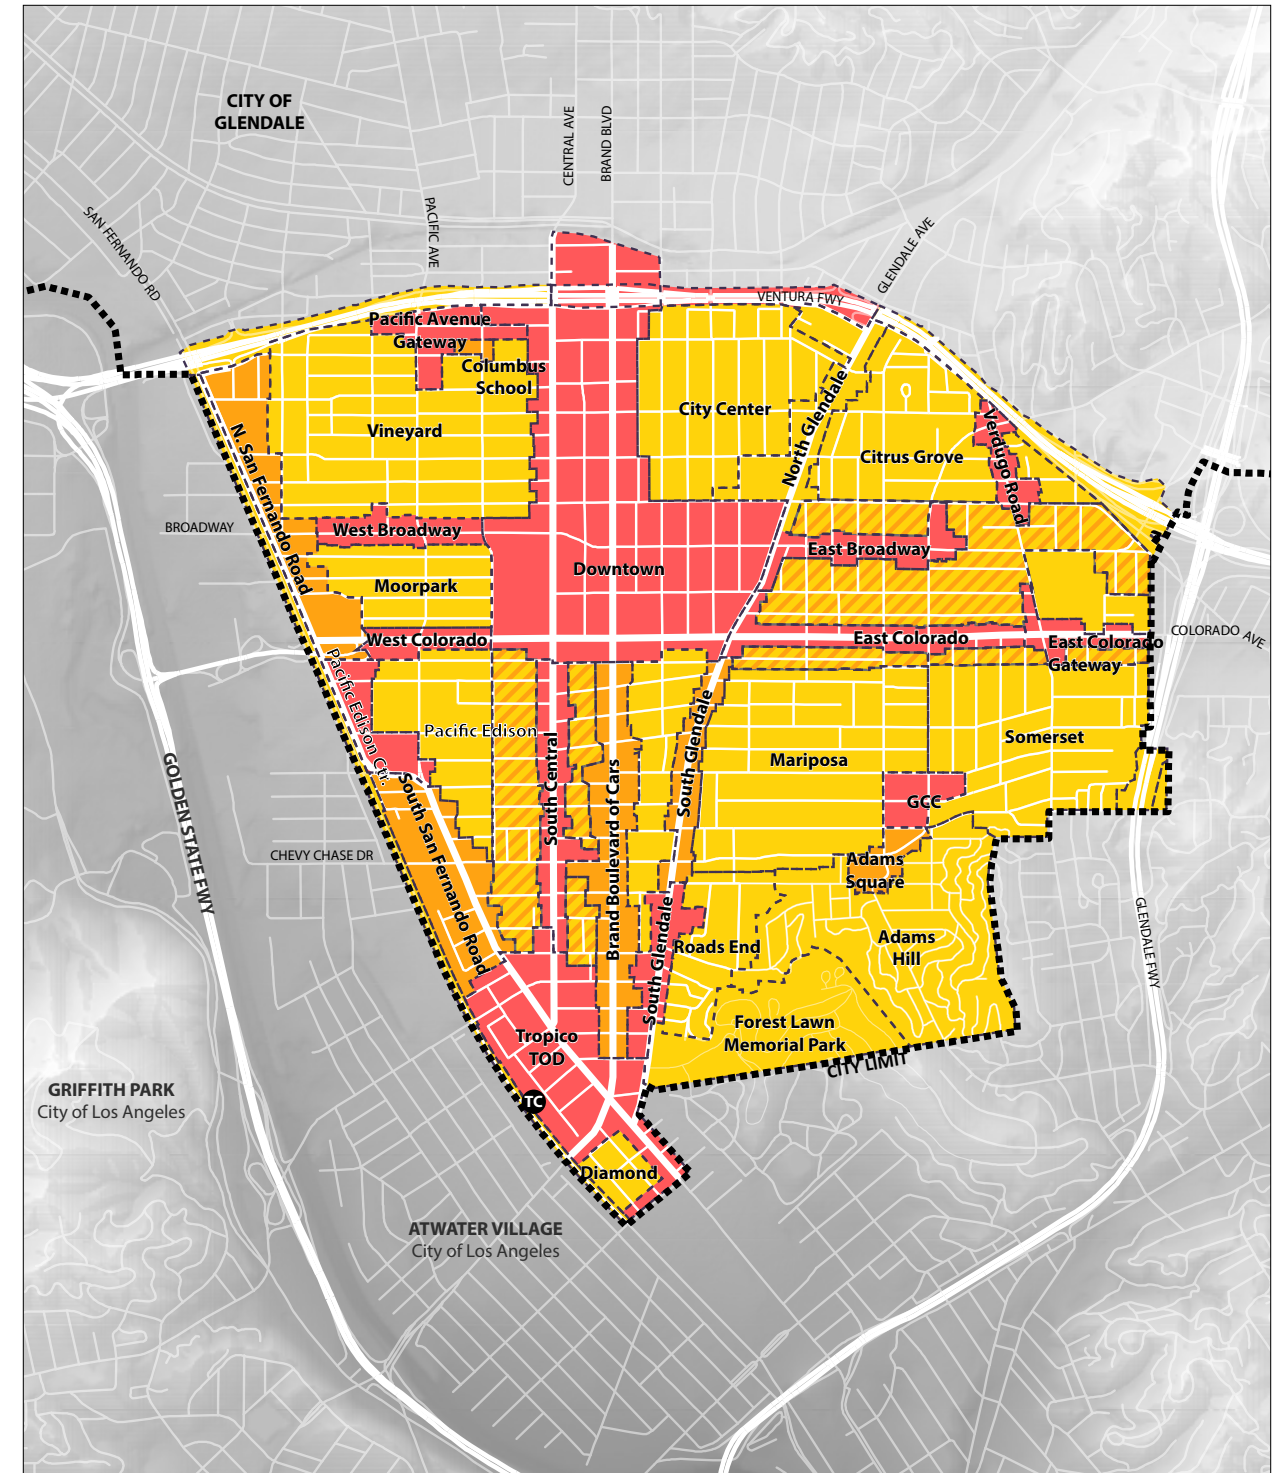 CITY OF
GLENDALE
CENTRAL AVE
BRAND BLVD
SAN FERNANDO RD
PACIFIC AVE
GLENDALE AVE
VENTURA FWY
Pacific Avenue
Gateway
Columbus
School
City Center
North Glendale
Vineyard
Citrus Grove
Verdugo Road
N. San Fernando Road
BROADWAY
West Broadway
East Broadway
Downtown
Moorpark
West Colorado
East Colorado
East Colorado
Gateway
COLORADO AVE
Pacific Edison Ctr.
Pacific Edison
South Central
Brand Boulevard of Cars
South Glendale
Mariposa
Somerset
GCC
GOLDEN STATE FWY
South San Fernando Road
CHEVY CHASE DR
Adams
Square
South Glendale
Roads End
Adams
Hill
GLENDALE FWY
Forest Lawn
Memorial Park
Tropico
TOD
CITY LIMIT
TC
GRIFFITH PARK
City of Los Angeles
Diamond
ATWATER VILLAGE
City of Los Angeles